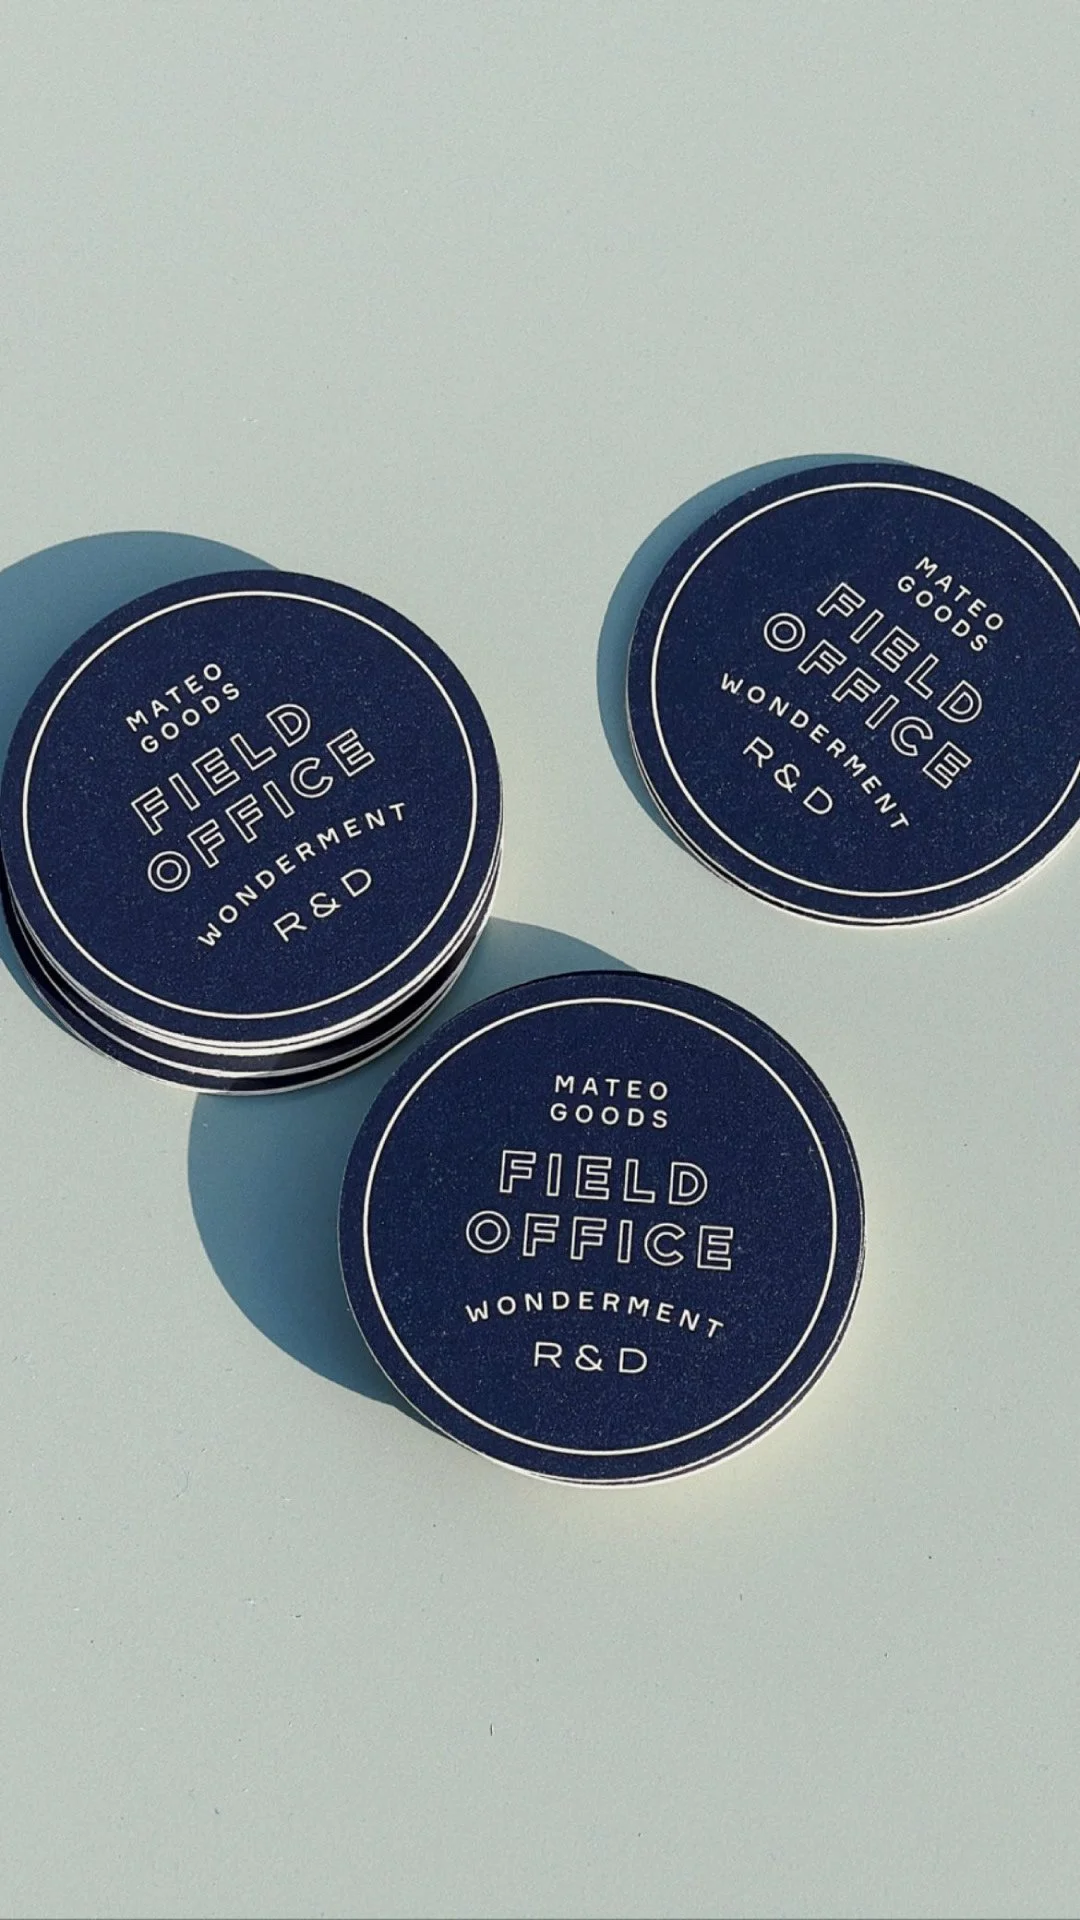 MATEO
GOODS
FIELD
OFFICE
WONDERMENT
R&D
MATEO
GOODS
FIELD
OFFICE
WONDERMENT
R&D
MATEO
GOODS
FIELD
OFFICE
WONDERMENT
R&D